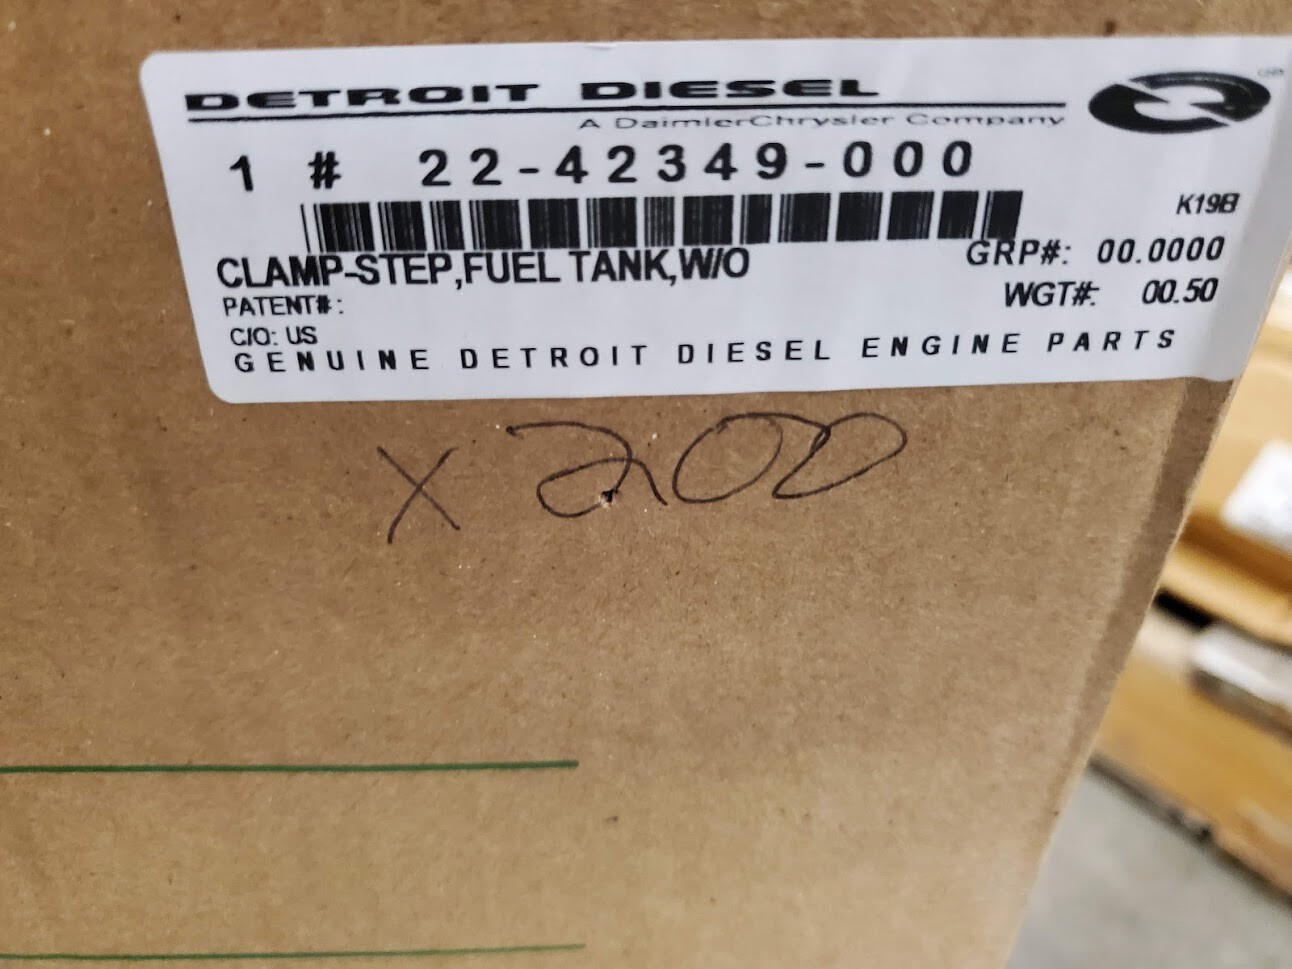 DETROIT DIESEL
A DaimlerChrysler Company
1 # 22-42349-000
K19B
CLAMP-STEP,FUEL TANK,W/O
GRP#: 00.0000
PATENT#:
WGT#: 00.50
C/O: US
GENUINE DETROIT DIESEL ENGINE PARTS
x 200